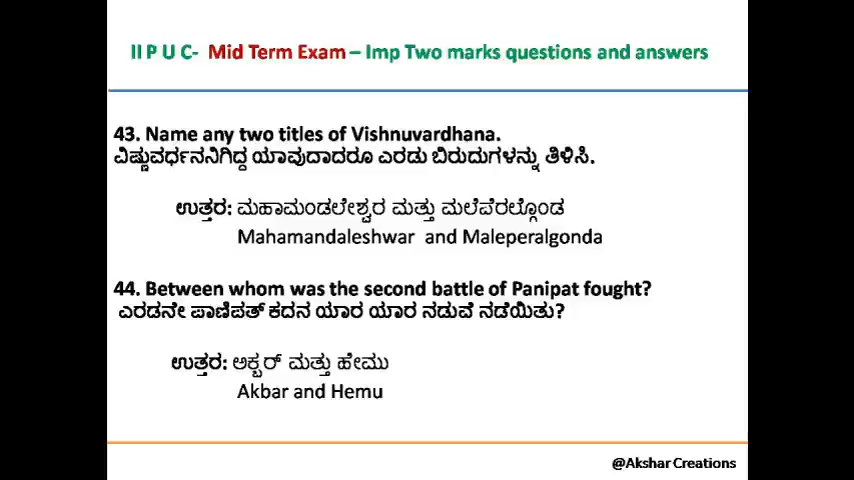 II P U C- Mid Term Exam – Imp Two marks questions and answers
43. Name any two titles of Vishnuvardhana.
ವಿಷ್ಣುವರ್ಧನನಿಗಿದ್ದ ಯಾವುದಾದರೂ ಎರಡು ಬಿರುದುಗಳನ್ನು ತಿಳಿಸಿ.
ಉತ್ತರ: ಮಹಾಮಂಡಲೇಶ್ವರ ಮತ್ತು ಮಲೆಪೆರಲ್ಗೊಂಡ
Mahamandaleshwar and Maleperalgonda
44. Between whom was the second battle of Panipat fought?
ಎರಡನೇ ಪಾಣಿಪತ್ ಕದನ ಯಾರ ಯಾರ ನಡುವೆ ನಡೆಯಿತು?
ಉತ್ತರ: ಅಕ್ಬರ್ ಮತ್ತು ಹೇಮು
Akbar and Hemu
@Akshar Creations